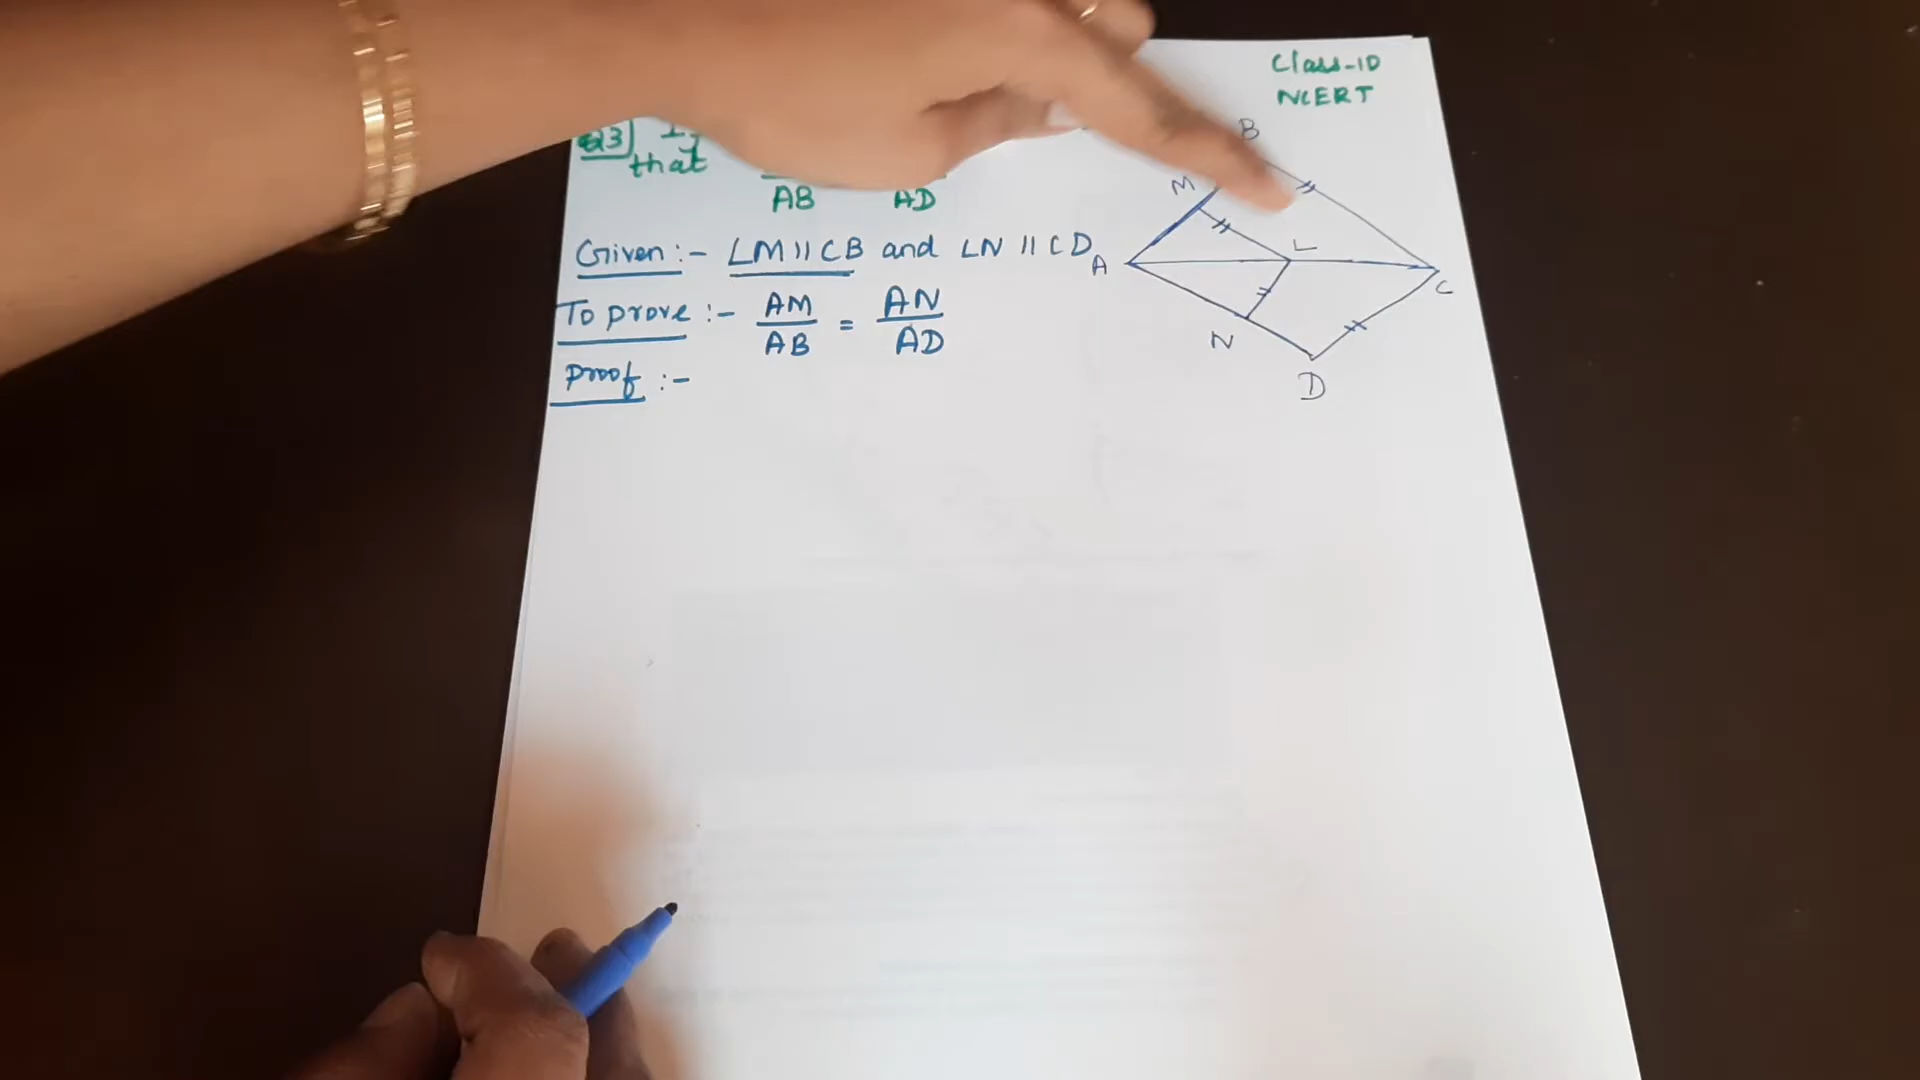 Class-10
NCERT
Q3)
that
AB AD
Given :- LM || CB and LN || CD
To prove :- AM/AB = AN/AD
Proof :-
B
M
L
A
C
N
D